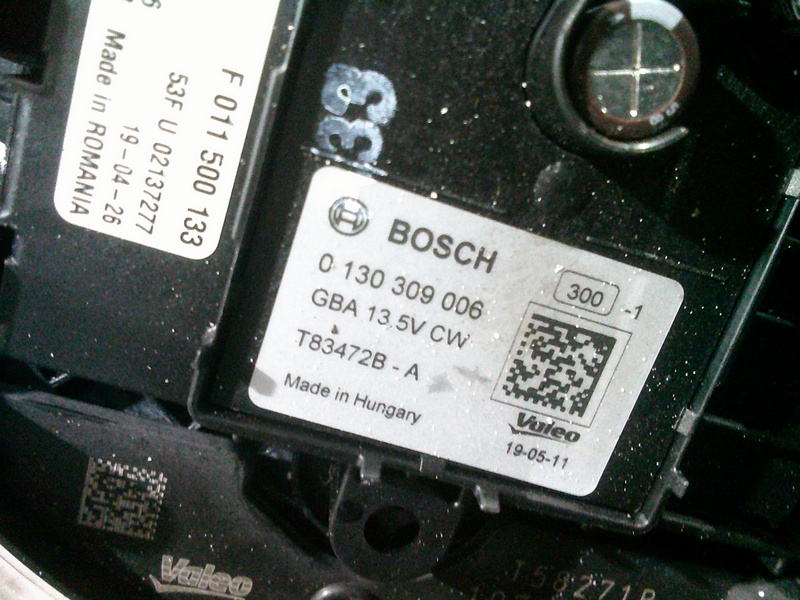 F 011 500 133
53F U 02137277
19-04-26
Made in ROMANIA
33
BOSCH
0 130 309 006
GBA 13.5V CW
T83472B - A
Made in Hungary
300 -1
Valeo
19-05-11
Valeo